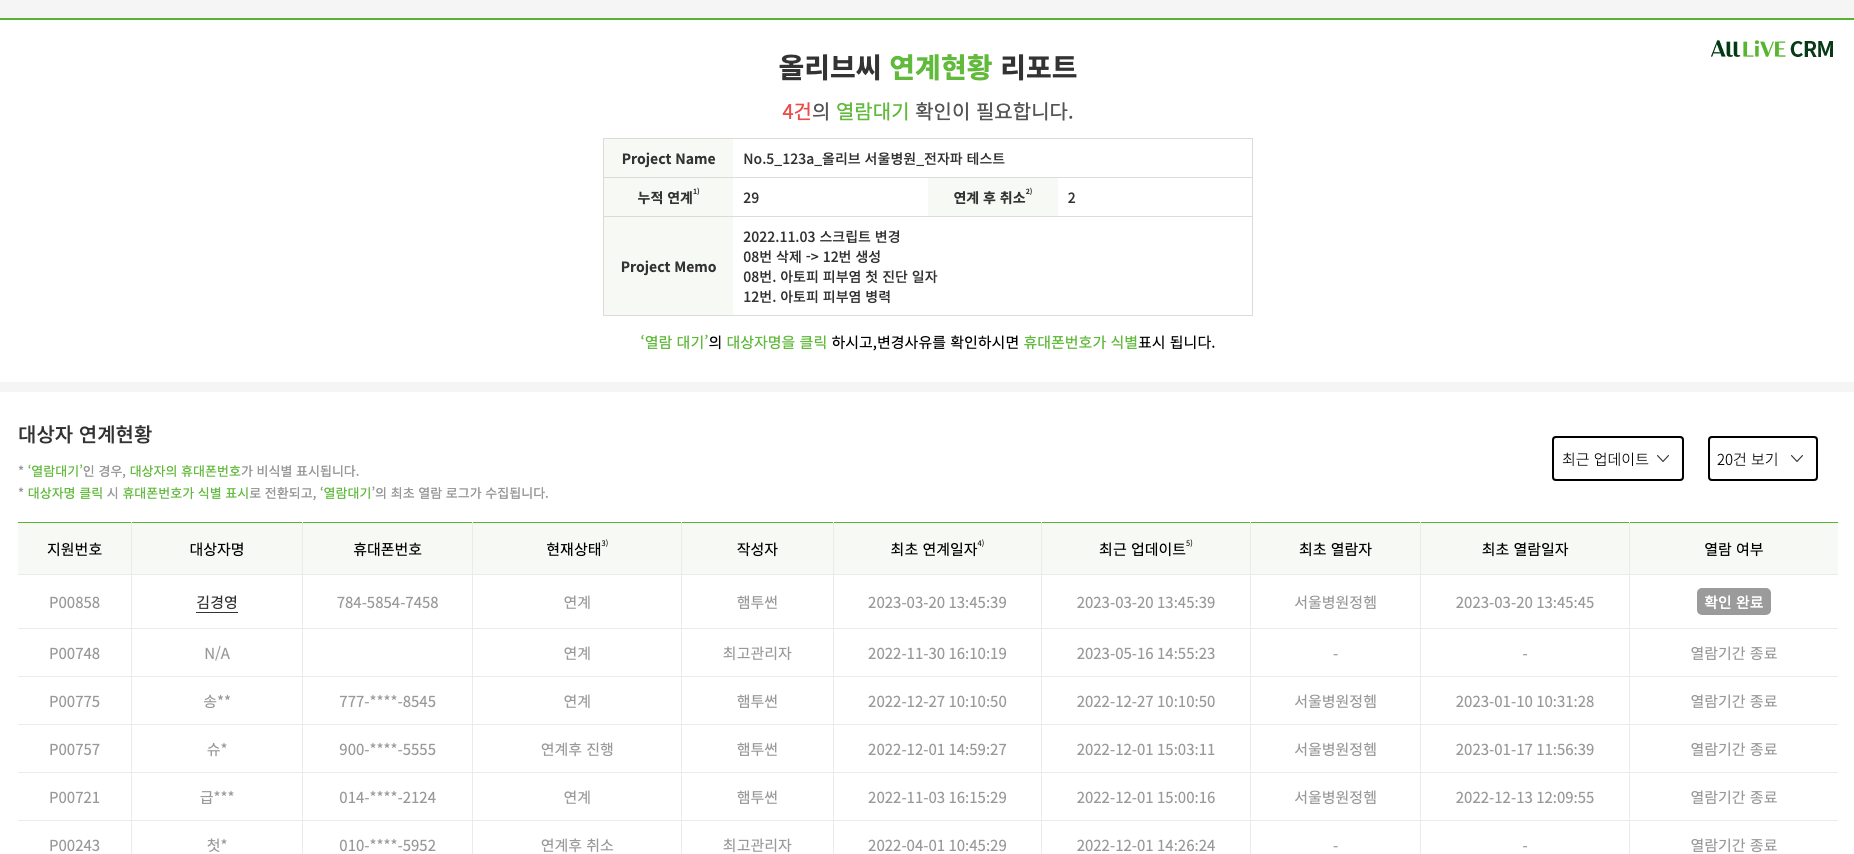 AllLiVE CRM
올리브씨 연계현황 리포트
4건의 열람대기 확인이 필요합니다.
Project Name No.5_123a_올리브 서울병원_전자파 테스트
누적 연계1) 29 연계 후 취소2) 2
Project Memo
2022.11.03 스크립트 변경
08번 삭제 -> 12번 생성
08번. 아토피 피부염 첫 진단 일자
12번. 아토피 피부염 병력
‘열람 대기’의 대상자명을 클릭 하시고,변경사유를 확인하시면 휴대폰번호가 식별표시 됩니다.
대상자 연계현황
* ‘열람대기’인 경우, 대상자의 휴대폰번호가 비식별 표시됩니다.
* 대상자명 클릭 시 휴대폰번호가 식별 표시로 전환되고, ‘열람대기’의 최초 열람 로그가 수집됩니다.
최근 업데이트 20건 보기
지원번호 대상자명 휴대폰번호 현재상태3) 작성자 최초 연계일자4) 최근 업데이트5) 최초 열람자 최초 열람일자 열람 여부
P00858 김경영 784-5854-7458 연계 햄투썬 2023-03-20 13:45:39 2023-03-20 13:45:39 서울병원정헴 2023-03-20 13:45:45 확인 완료
P00748 N/A 연계 최고관리자 2022-11-30 16:10:19 2023-05-16 14:55:23 - - 열람기간 종료
P00775 송** 777-****-8545 연계 햄투썬 2022-12-27 10:10:50 2022-12-27 10:10:50 서울병원정헴 2023-01-10 10:31:28 열람기간 종료
P00757 슈* 900-****-5555 연계후 진행 햄투썬 2022-12-01 14:59:27 2022-12-01 15:03:11 서울병원정헴 2023-01-17 11:56:39 열람기간 종료
P00721 급*** 014-****-2124 연계 햄투썬 2022-11-03 16:15:29 2022-12-01 15:00:16 서울병원정헴 2022-12-13 12:09:55 열람기간 종료
P00243 첫* 010-****-5952 연계후 취소 최고관리자 2022-04-01 10:45:29 2022-12-01 14:26:24 - - 열람기간 종료